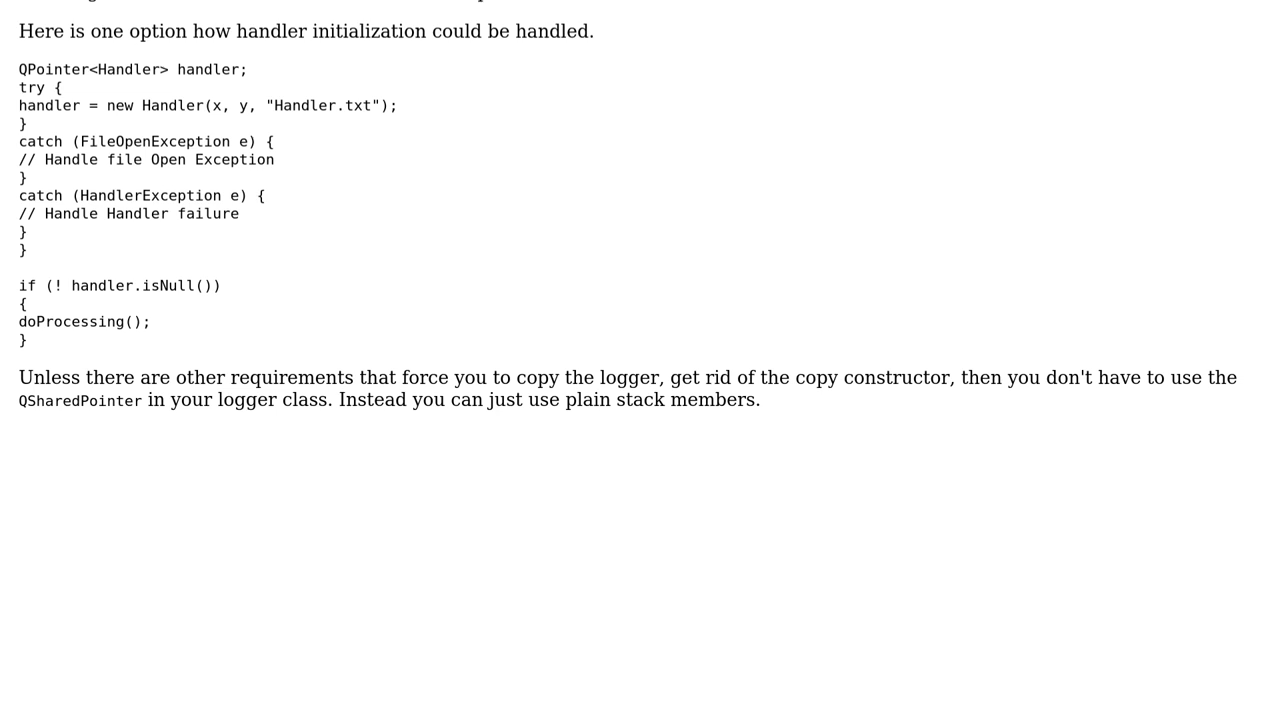 Here is one option how handler initialization could be handled.
QPointer<Handler> handler;
try {
handler = new Handler(x, y, "Handler.txt");
}
catch (FileOpenException e) {
// Handle file Open Exception
}
catch (HandlerException e) {
// Handle Handler failure
}
}
if (! handler.isNull())
{
doProcessing();
}
Unless there are other requirements that force you to copy the logger, get rid of the copy constructor, then you don't have to use the
QSharedPointer in your logger class. Instead you can just use plain stack members.